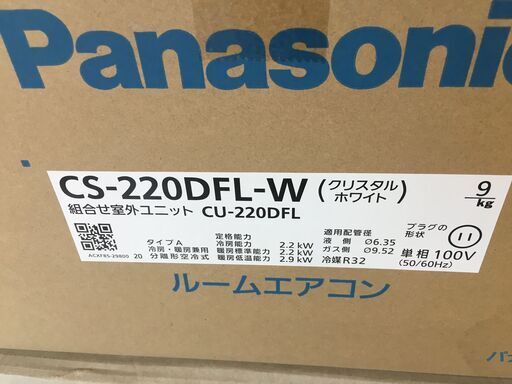 Panasonic
CS-220DFL-W (クリスタルホワイト)
9 kg
組合せ室外ユニット CU-220DFL
タイプA
冷房・暖房兼用
分離形空冷式
ACXF85-29800 20
定格能力
冷房能力 2.2 kW
暖房標準能力 2.2 kW
暖房低温能力 2.9 kW
適用配管径
液 側 ∅6.35
ガス側 ∅9.52
冷媒R32
プラグの形状
単相 100V
(50/60Hz)
ルームエアコン
パナ